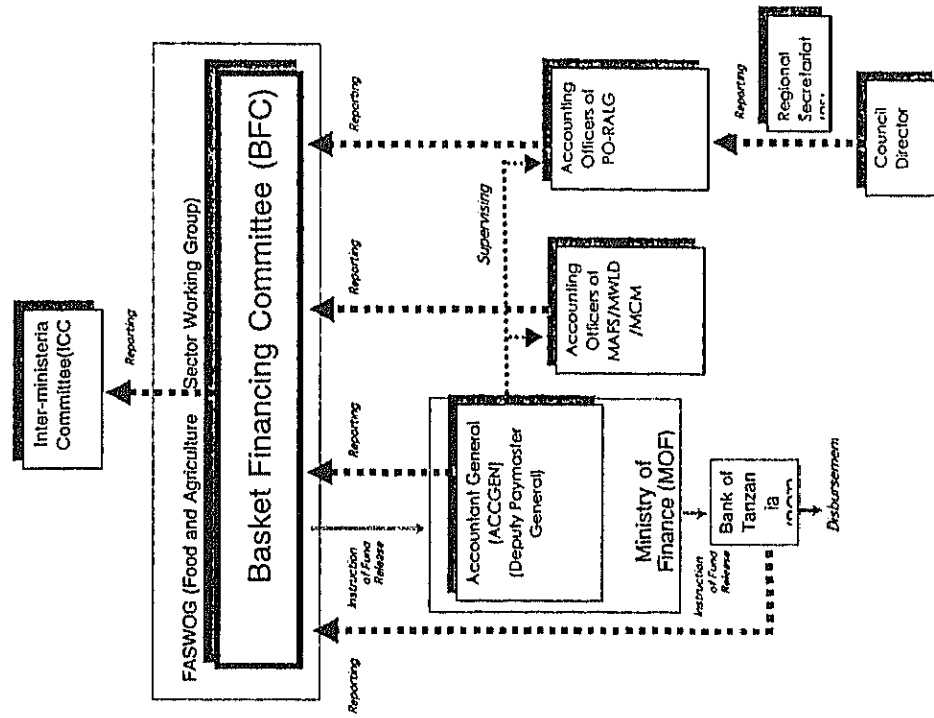 Inter-ministeria
Committee(ICC
Reporting
FASWOG (Food and Agriculture Sector Working Group)
Basket Financing Committee (BFC)
Reporting
Instruction
of Fund
Release
Reporting
Reporting
Reporting
Accountant General
(ACCGEN)
(Deputy Paymaster
General)
Ministry of
Finance (MOF)
Supervising
Accounting
Officers of
MAFS/MWLD
/MCM
Accounting
Officers of
PO-RALG
Instruction
of Fund
Release
Bank of
Tanzan
ia
Disbursement
Reporting
Regional
Secretariat
Council
Director